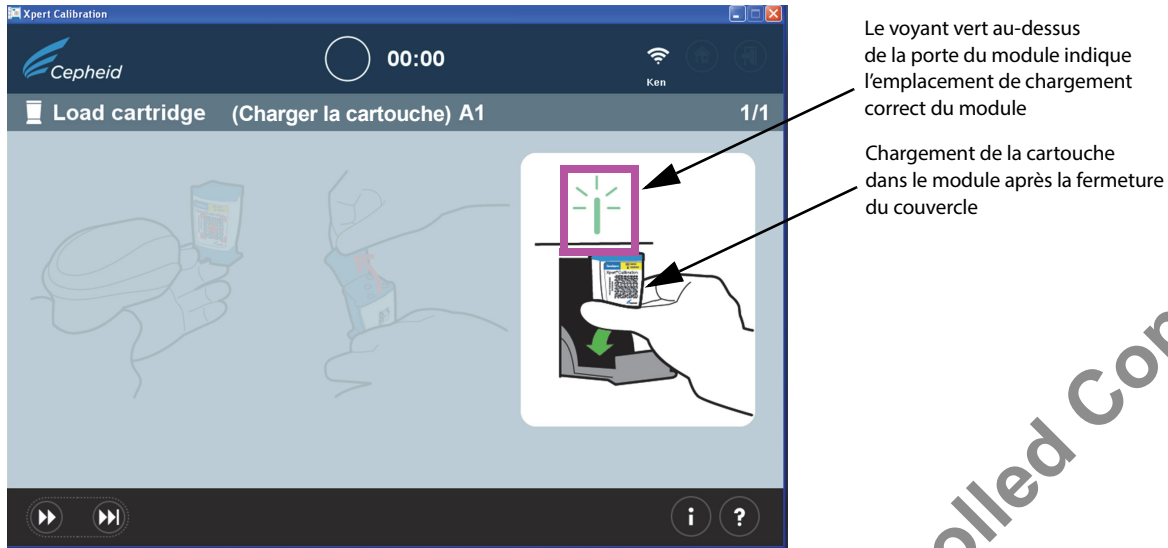 Xpert Calibration
Cepheid
00:00
Ken
Load cartridge (Charger la cartouche) A1
1/1
Xpert Calibration
i
?
Le voyant vert au-dessus
de la porte du module indique
l'emplacement de chargement
correct du module
Chargement de la cartouche
dans le module après la fermeture
du couvercle